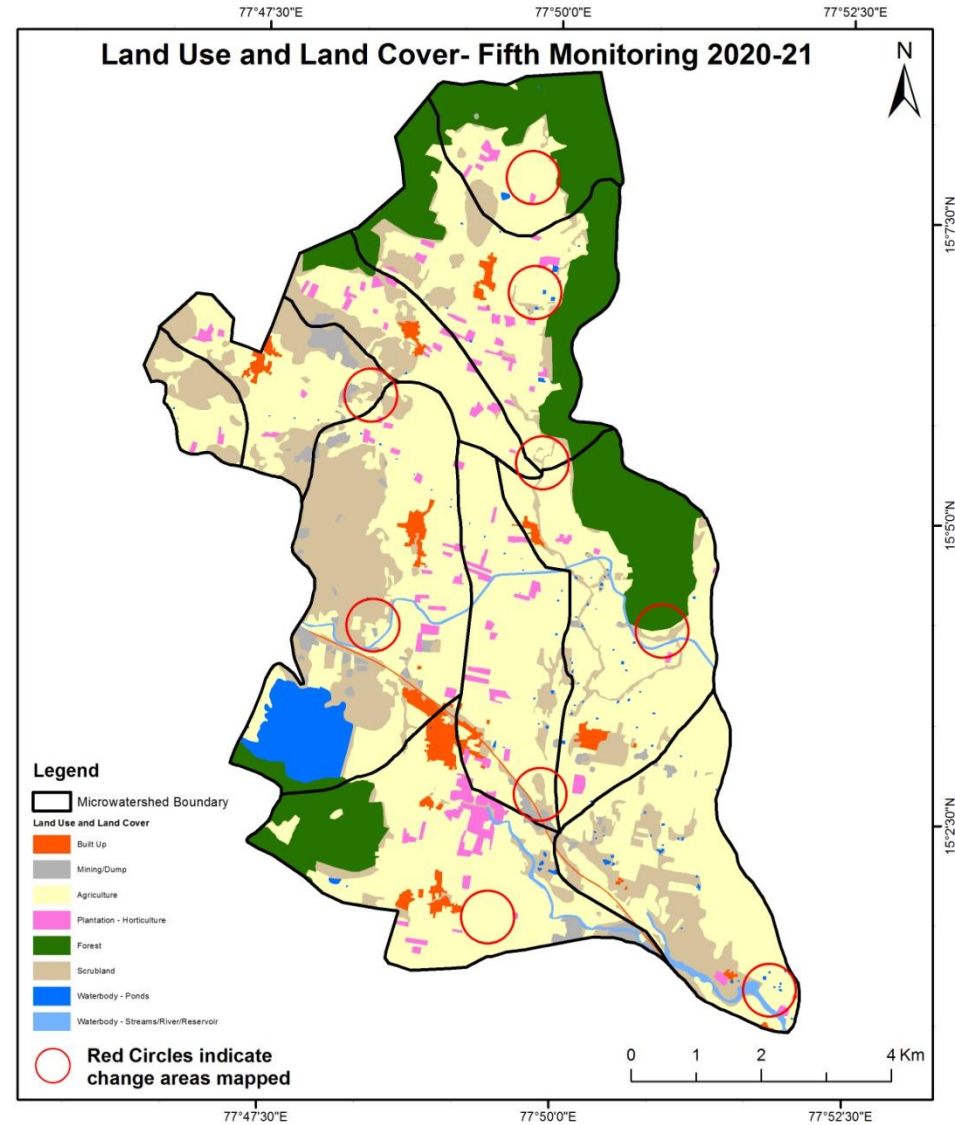 77°47'30"E 77°50'0"E 77°52'30"E
Land Use and Land Cover- Fifth Monitoring 2020-21
N
15°7'30"N
15°5'0"N
15°2'30"N
Legend
Microwatershed Boundary
Land Use and Land Cover
Built Up
Mining/Dump
Agriculture
Plantation - Horticulture
Forest
Scrubland
Waterbody - Ponds
Waterbody - Streams/River/Reservoir
Red Circles indicate
change areas mapped
0 1 2 4 Km
77°47'30"E 77°50'0"E 77°52'30"E